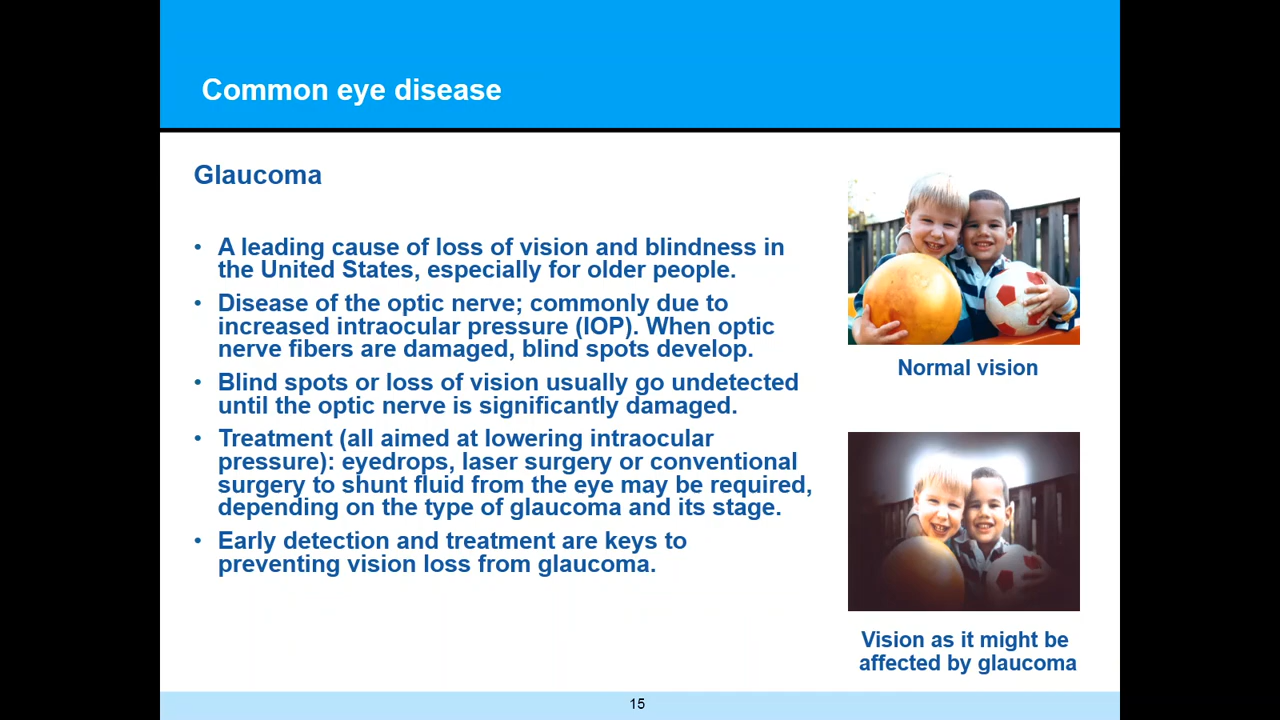 Common eye disease
Glaucoma
• A leading cause of loss of vision and blindness in
the United States, especially for older people.
• Disease of the optic nerve; commonly due to
increased intraocular pressure (IOP). When optic
nerve fibers are damaged, blind spots develop.
• Blind spots or loss of vision usually go undetected
until the optic nerve is significantly damaged.
• Treatment (all aimed at lowering intraocular
pressure): eyedrops, laser surgery or conventional
surgery to shunt fluid from the eye may be required,
depending on the type of glaucoma and its stage.
• Early detection and treatment are keys to
preventing vision loss from glaucoma.
Normal vision
Vision as it might be
affected by glaucoma
15